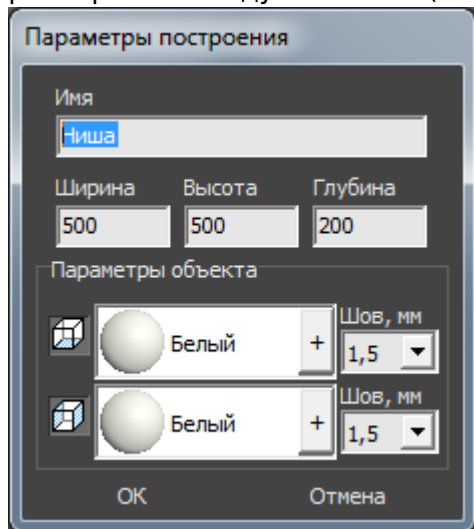 Параметры построения
Имя
Ниша
Ширина Высота Глубина
500 500 200
Параметры объекта
Шов, мм
Белый + 1,5
Шов, мм
Белый + 1,5
ОК Отмена